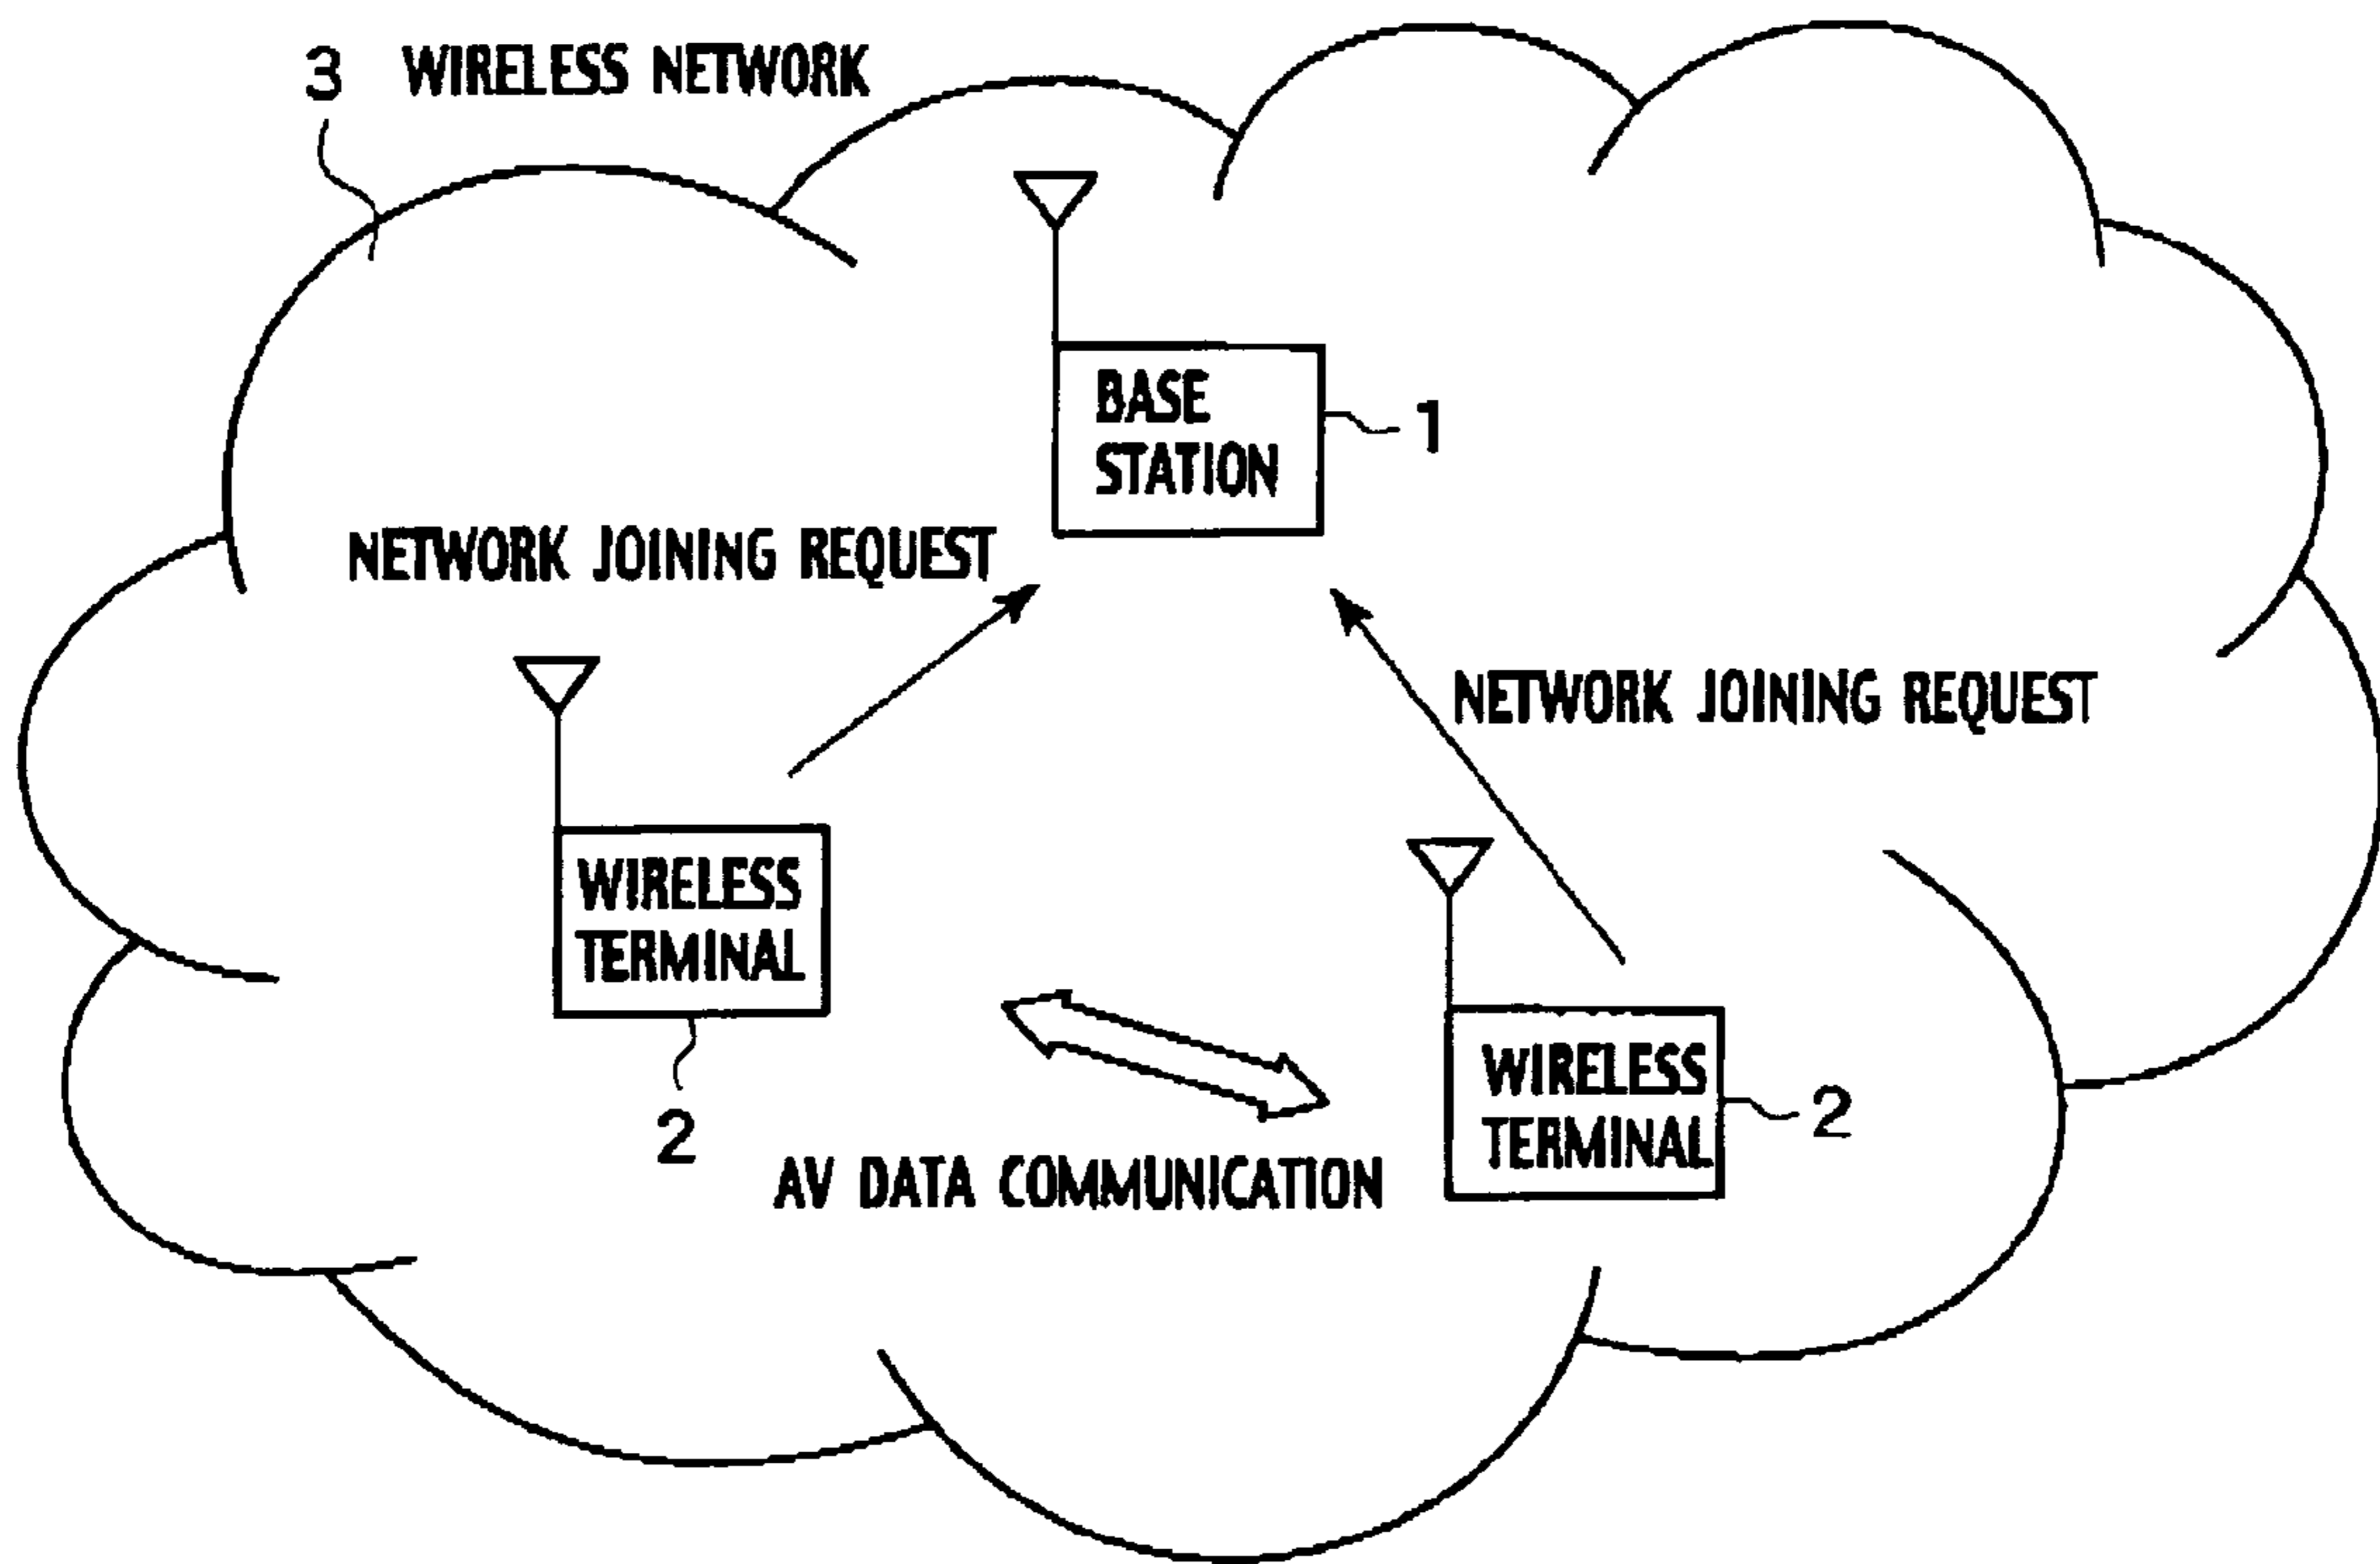 3 WIRELESS NETWORK
BASE
STATION
1
NETWORK JOINING REQUEST
NETWORK JOINING REQUEST
WIRELESS
TERMINAL
2
WIRELESS
TERMINAL
2
AV DATA COMMUNICATION